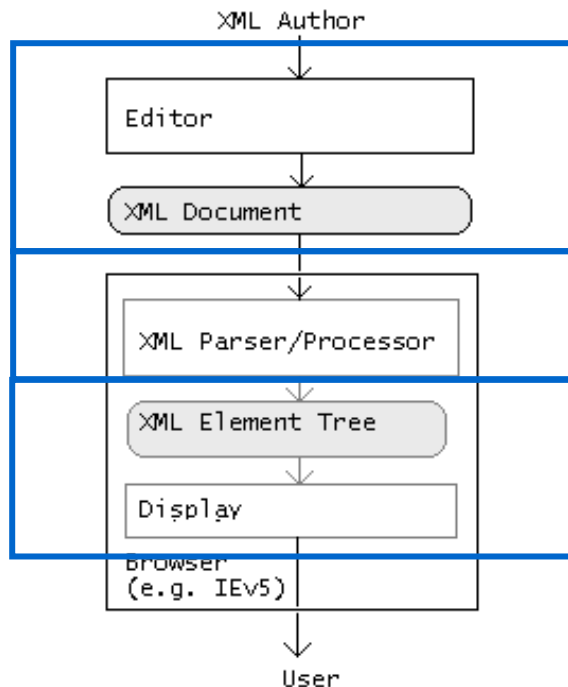 XML Author
Editor
XML Document
XML Parser/Processor
XML Element Tree
Display
Browser
(e.g. IEv5)
User